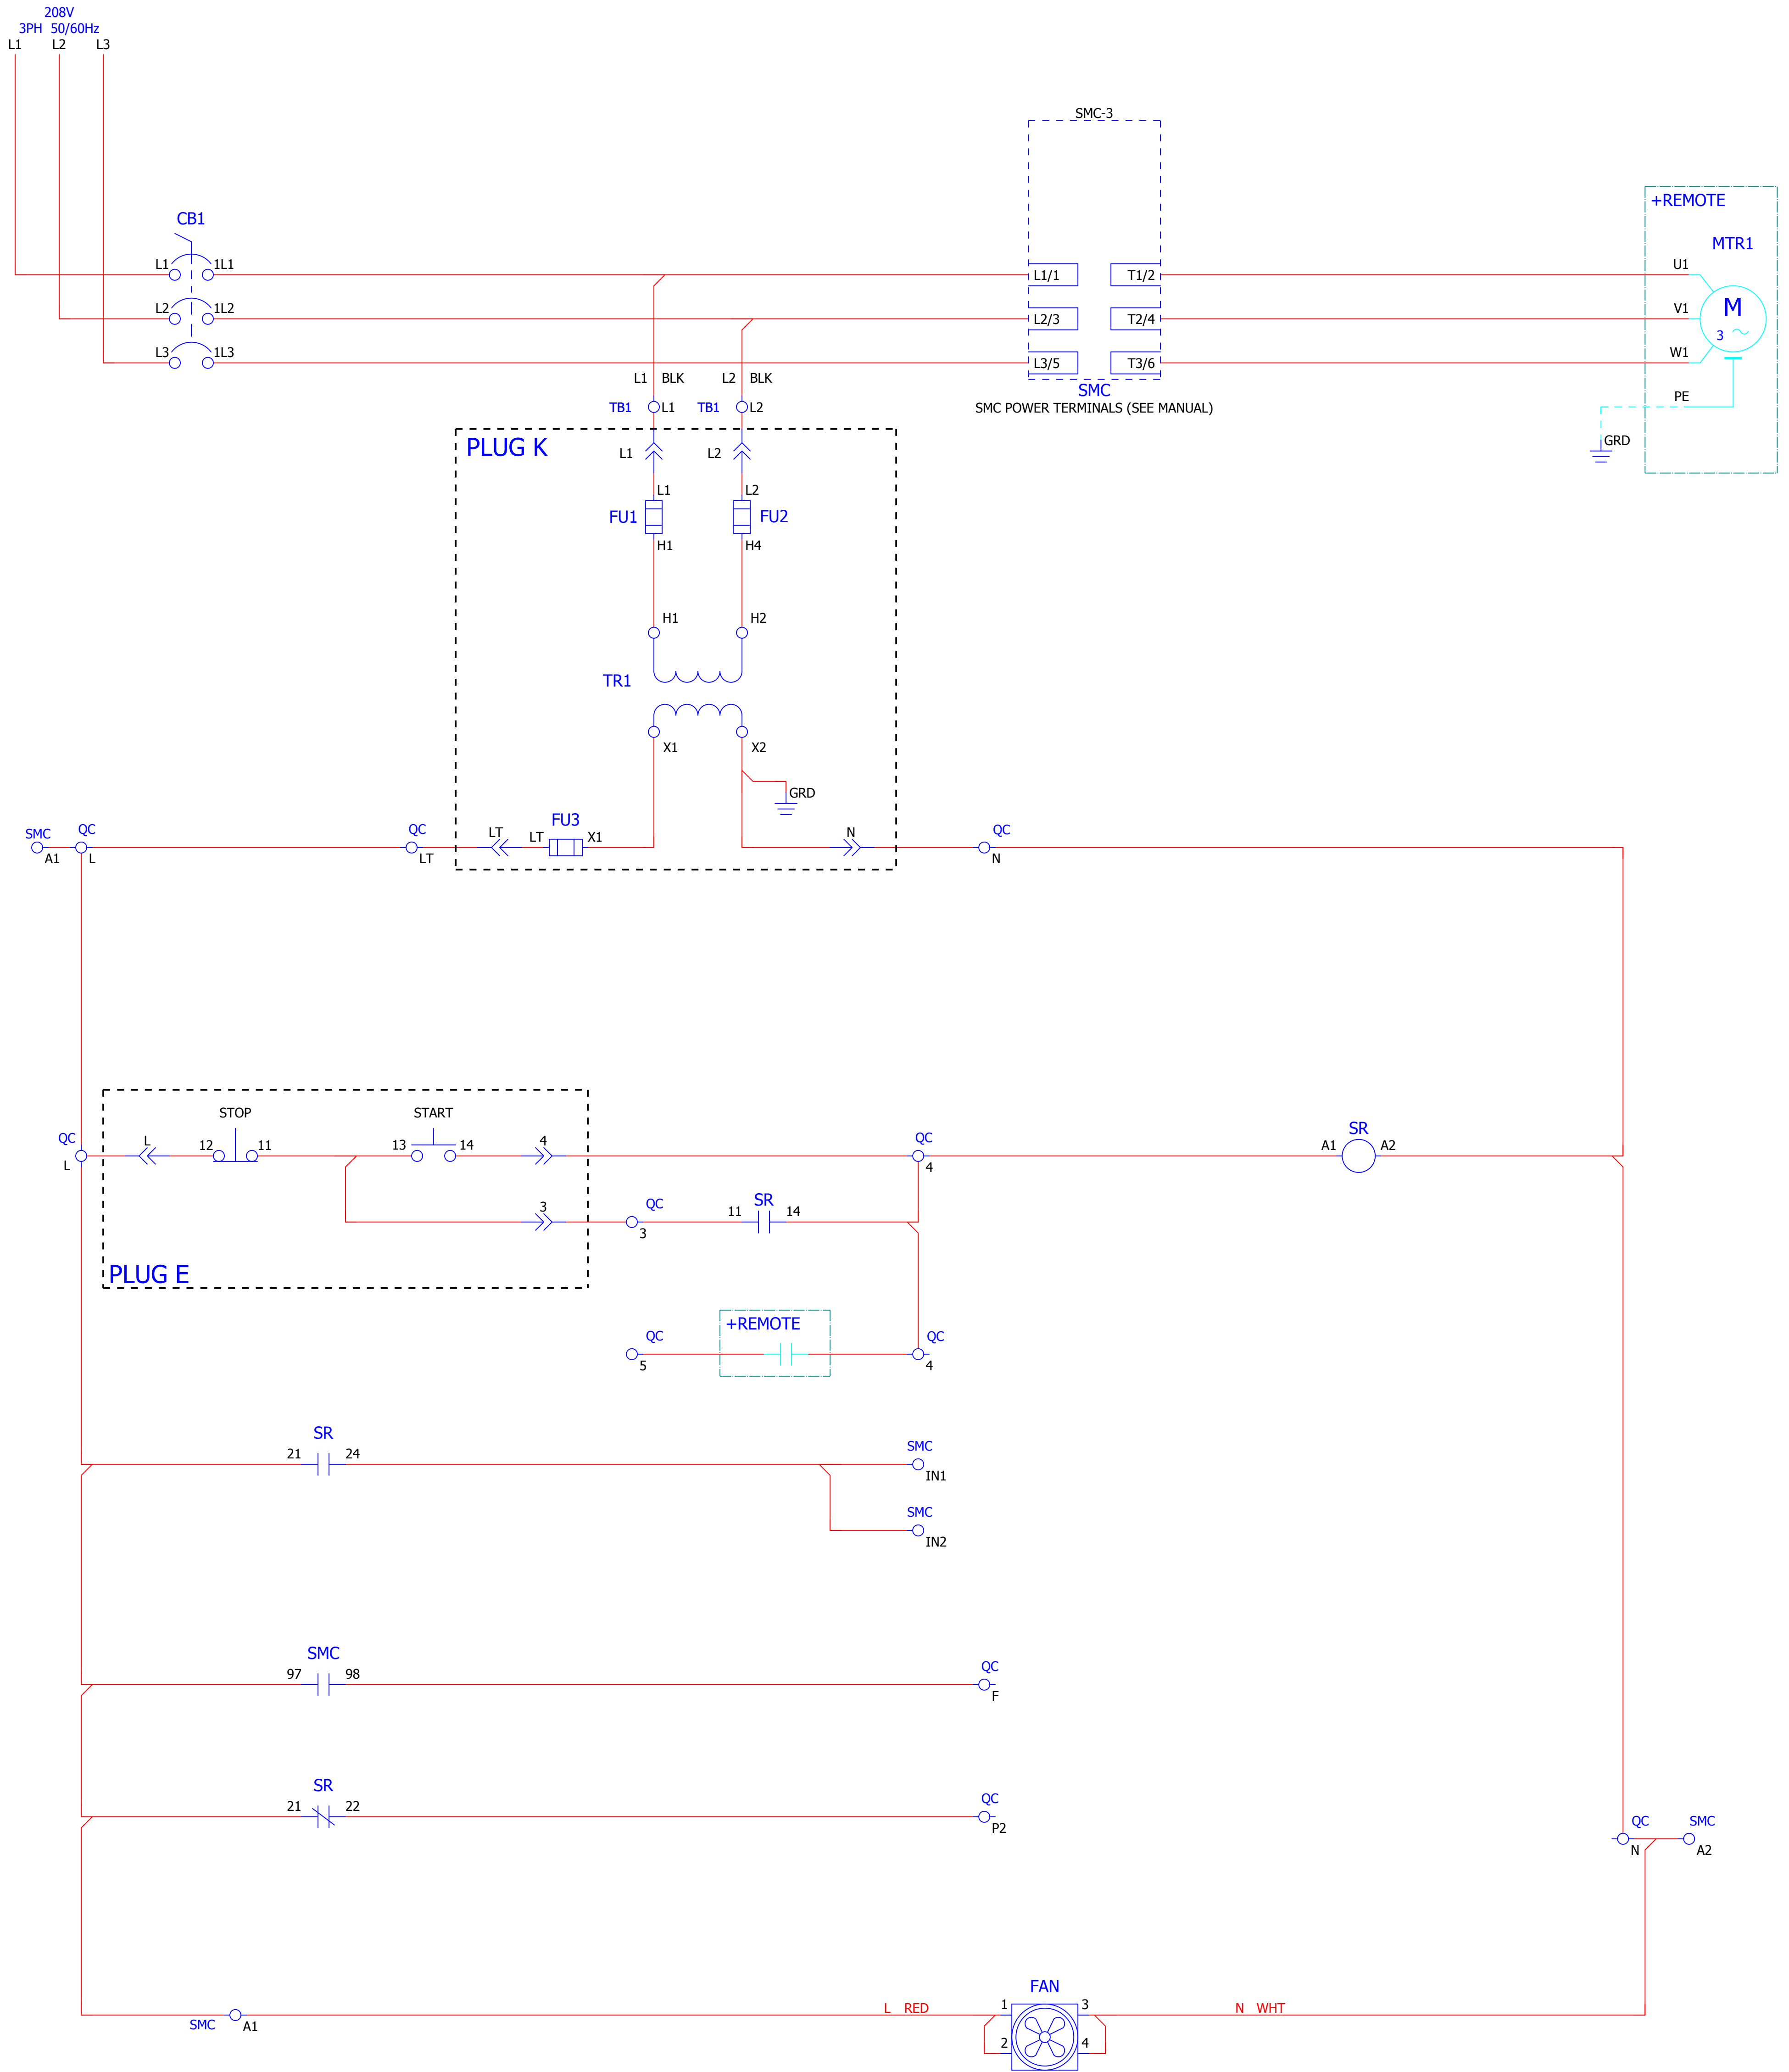 208V
3PH 50/60Hz
L1 L2 L3
SMC-3
+REMOTE
CB1
MTR1
L1 1L1 L1/1 T1/2 U1
L2 1L2 L2/3 T2/4 V1 M
3
L3 1L3 L3/5 T3/6 W1
L1 BLK L2 BLK
SMC
PE
TB1 L1 TB1 L2
SMC POWER TERMINALS (SEE MANUAL)
PLUG K
GRD
L1 L2
L1 L2
FU1 FU2
H1 H4
H1 H2
TR1
X1 X2
GRD
FU3
SMC QC QC LT LT X1 N QC
A1 L LT N
STOP START
QC L 12 11 13 14 4 QC SR
A1 A2
L 4
3 QC SR
11 14
3
PLUG E
+REMOTE
QC QC
5 4
SR
21 24 SMC
IN1
SMC
IN2
SMC
97 98 QC
F
SR
21 22 QC
P2
QC SMC
N A2
FAN
L RED 1 3 N WHT
SMC A1
2 4